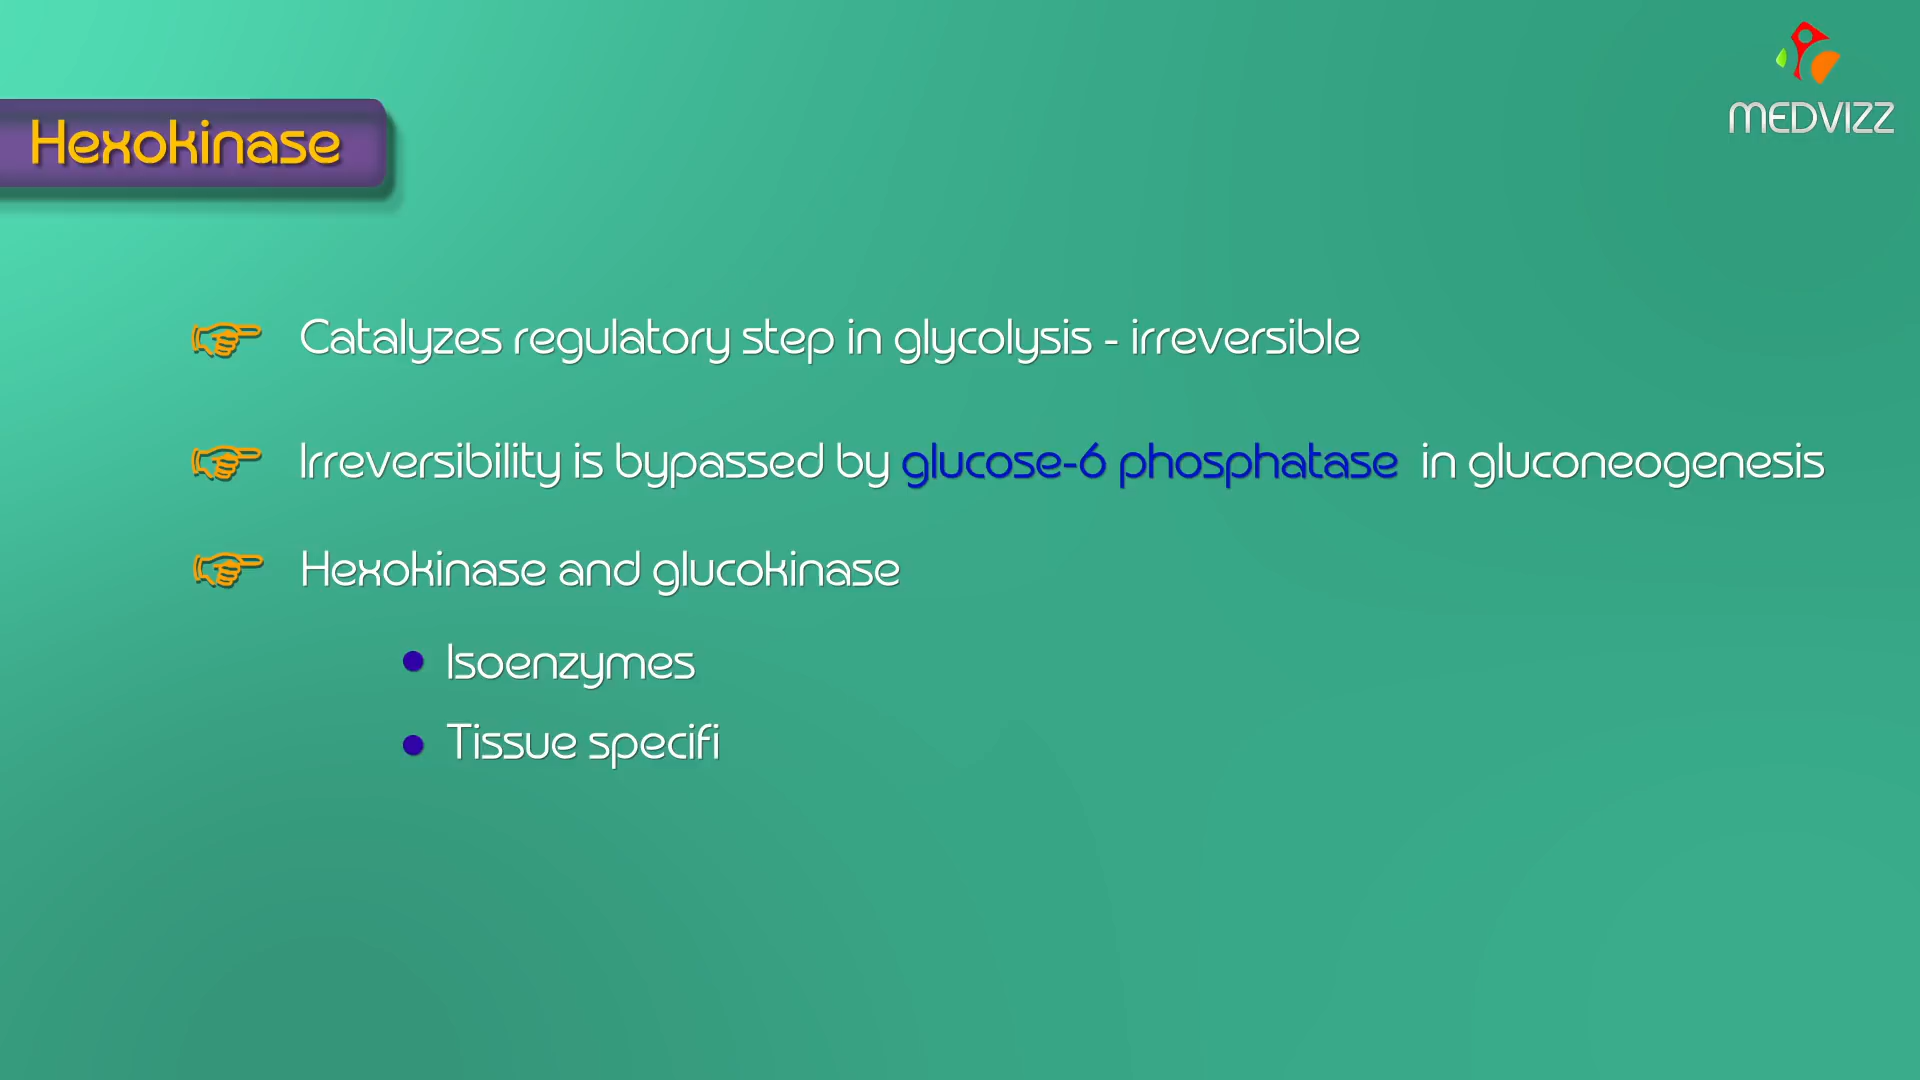 MEDVIZZ
Hexokinase
Catalyzes regulatory step in glycolysis - irreversible
Irreversibility is bypassed by glucose-6 phosphatase in gluconeogenesis
Hexokinase and glucokinase
Isoenzymes
Tissue specifi